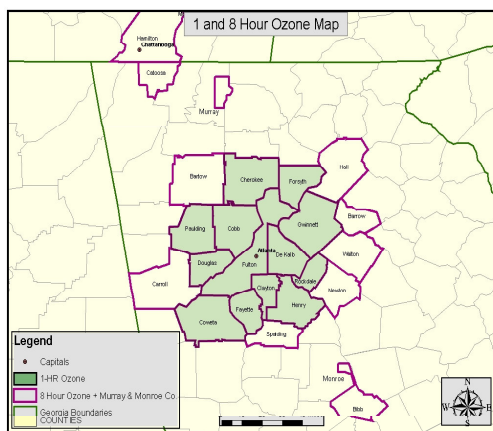 1 and 8 Hour Ozone Map
Hamilton
Chattanooga
Catoosa
Murray
Hall
Bartow
Cherokee
Forsyth
Gwinnett
Barrow
Paulding
Cobb
Walton
Atlanta
De Kalb
Fulton
Douglas
Carroll
Clayton
Rockdale
Newton
Henry
Fayette
Coweta
Spalding
Monroe
Bibb
Legend
Capitals
1-HR Ozone
8 Hour Ozone + Murray & Monroe Co.
Georgia Boundaries
COUNTIES
N
W
E
S